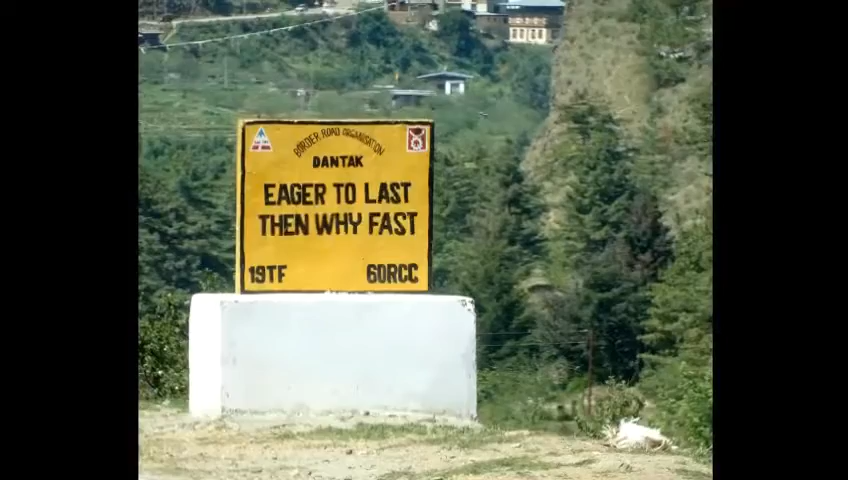 BORDER ROAD ORGANISATION
DANTAK
EAGER TO LAST
THEN WHY FAST
19TF 60RCC